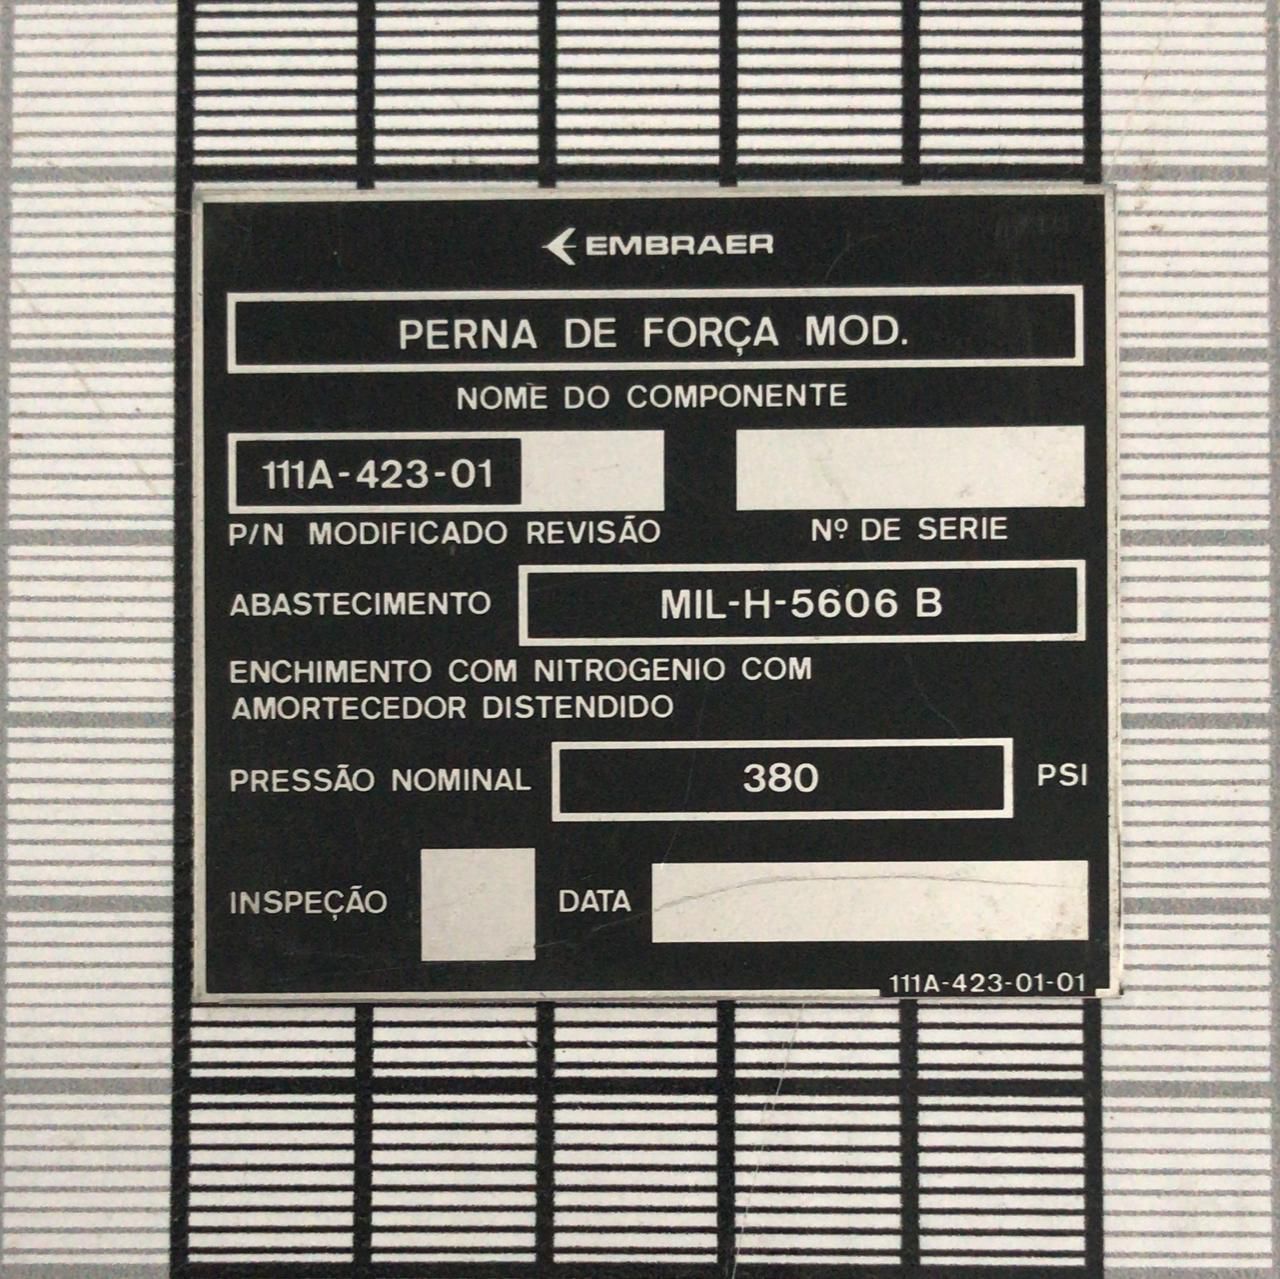 EMBRAER
PERNA DE FORÇA MOD.
NOME DO COMPONENTE
111A-423-01
P/N MODIFICADO REVISÃO
Nº DE SERIE
ABASTECIMENTO MIL-H-5606 B
ENCHIMENTO COM NITROGENIO COM
AMORTECEDOR DISTENDIDO
PRESSÃO NOMINAL 380 PSI
INSPEÇÃO DATA
111A-423-01-01